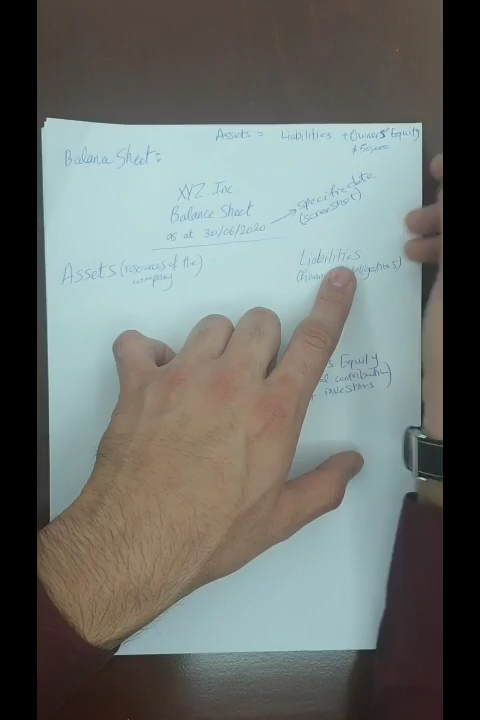 Assets = Liabilities + Owners' Equity
$50,000
Balance Sheet:
XYZ Inc.
Balance Sheet
as at 30/06/2020
specific date
(screenshot)
Assets (resources of the
company)
Liabilities
Equity
contribution)
investors